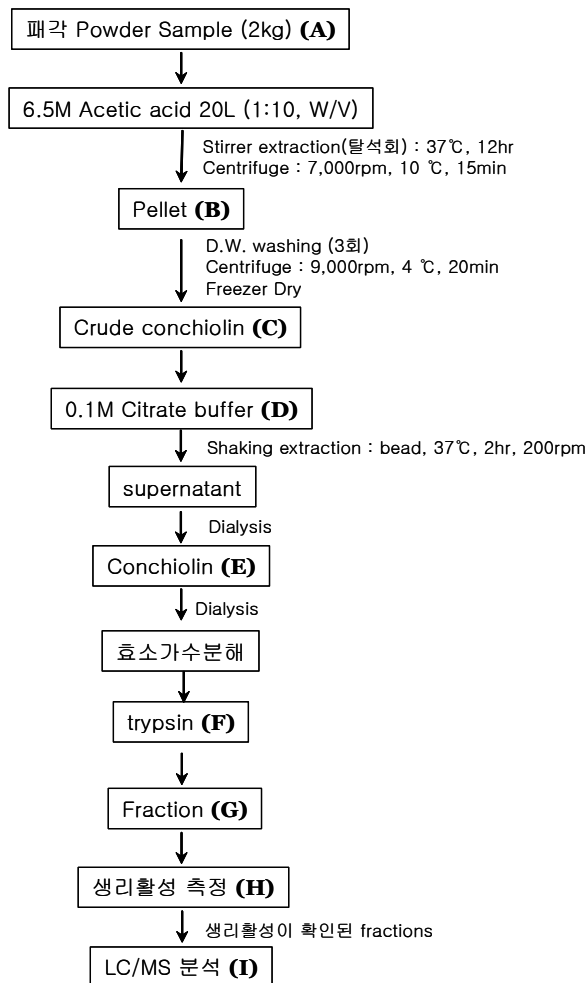 패각 Powder Sample (2kg) (A)
6.5M Acetic acid 20L (1:10, W/V)
Stirrer extraction(탈석회) : 37℃, 12hr
Centrifuge : 7,000rpm, 10 ℃, 15min
Pellet (B)
D.W. washing (3회)
Centrifuge : 9,000rpm, 4 ℃, 20min
Freezer Dry
Crude conchiolin (C)
0.1M Citrate buffer (D)
Shaking extraction : bead, 37℃, 2hr, 200rpm
supernatant
Dialysis
Conchiolin (E)
Dialysis
효소가수분해
trypsin (F)
Fraction (G)
생리활성 측정 (H)
생리활성이 확인된 fractions
LC/MS 분석 (I)